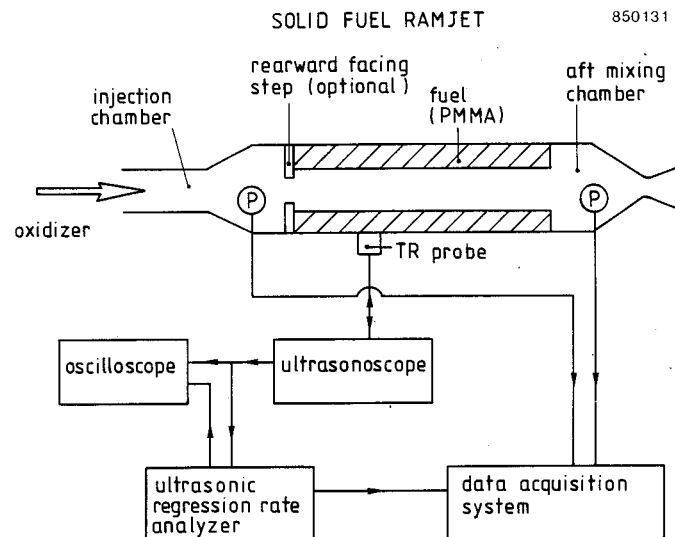 SOLID FUEL RAMJET
850131
rearward facing
step (optional)
aft mixing
chamber
injection
chamber
fuel
(PMMA)
P
P
oxidizer
TR probe
oscilloscope
ultrasonoscope
ultrasonic
regression rate
analyzer
data acquisition
system